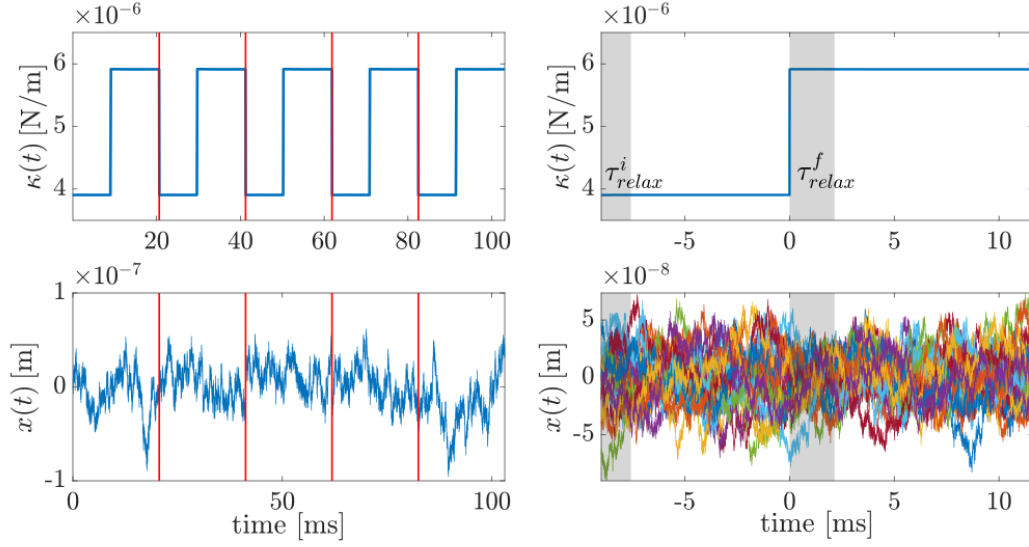 ×10⁻⁶
κ(t) [N/m]
6
5
4
20 40 60 80 100
×10⁻⁶
κ(t) [N/m]
6
5
4
τⁱrelax
τᶠrelax
-5 0 5 10
×10⁻⁷
x(t) [m]
1
0
-1
0 50 100
time [ms]
×10⁻⁸
x(t) [m]
5
0
-5
-5 0 5 10
time [ms]